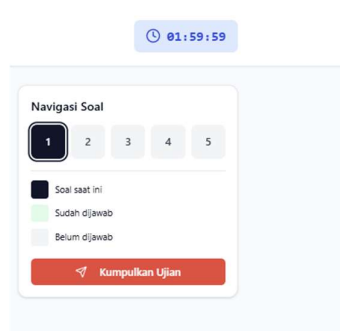 01:59:59
Navigasi Soal
1 2 3 4 5
Soal saat ini
Sudah dijawab
Belum dijawab
Kumpulkan Ujian